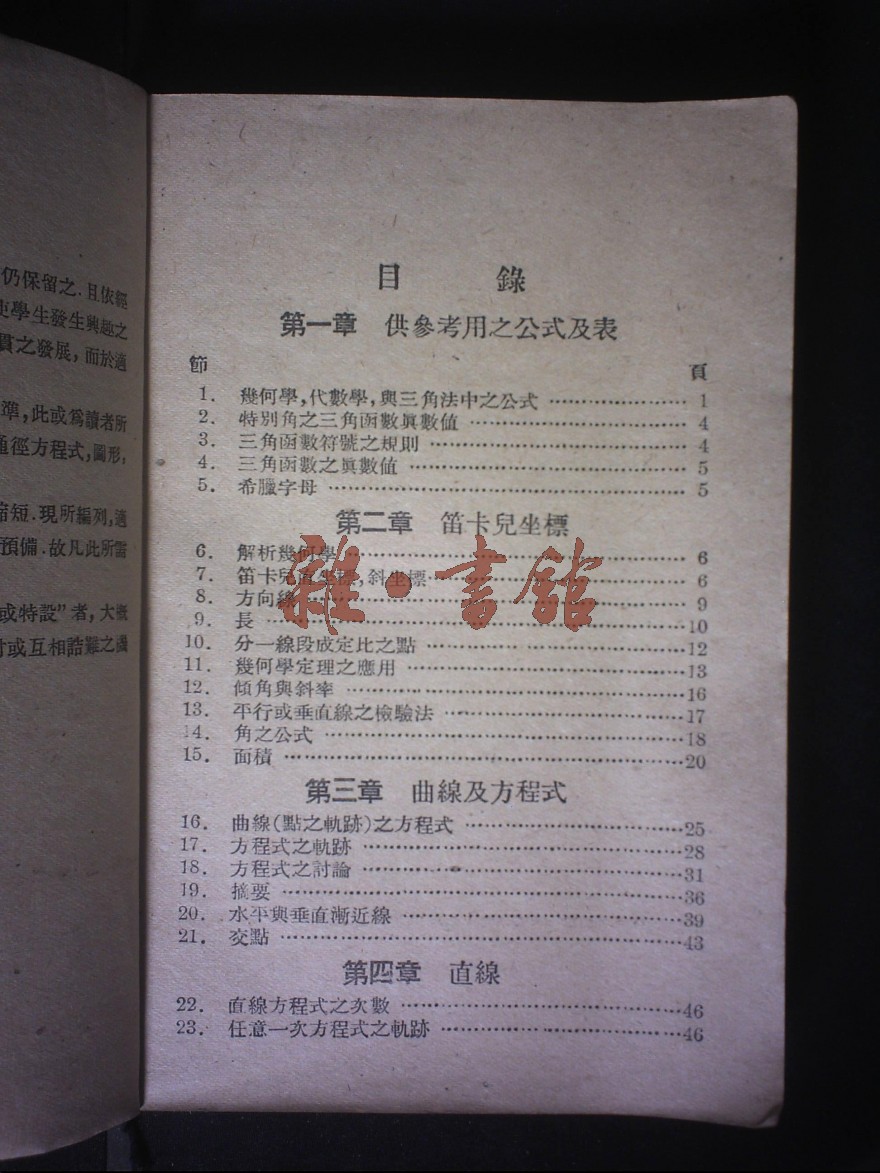 仍保留之.且依經
使學生發生興趣之
貫之發展,而於適
準,此或爲讀者所
通徑方程式,圖形,
縮短.現所編列,適
預備.故凡此所需
或特設”者,大概
討或互相詰難之
目 錄
第一章 供參考用之公式及表
節 頁
1. 幾何學,代數學,與三角法中之公式 1
2. 特別角之三角函數眞數值 4
3. 三角函數符號之規則 4
4. 三角函數之眞數値 5
5. 希臘字母 5
第二章 笛卡兒坐標
6. 解析幾何學 6
7. 笛卡兒直坐標,斜坐標 6
8. 方向線 9
9. 長 10
10. 分一線段成定比之點 12
11. 幾何學定理之應用 13
12. 傾角與斜率 16
13. 平行或垂直線之檢驗法 17
14. 角之公式 18
15. 面積 20
第三章 曲線及方程式
16. 曲線(點之軌跡)之方程式 25
17. 方程式之軌跡 28
18. 方程式之討論 31
19. 摘要 36
20. 水平與垂直漸近線 39
21. 交點 43
第四章 直線
22. 直線方程式之次數 46
23. 任意一次方程式之軌跡 46
雜·書館